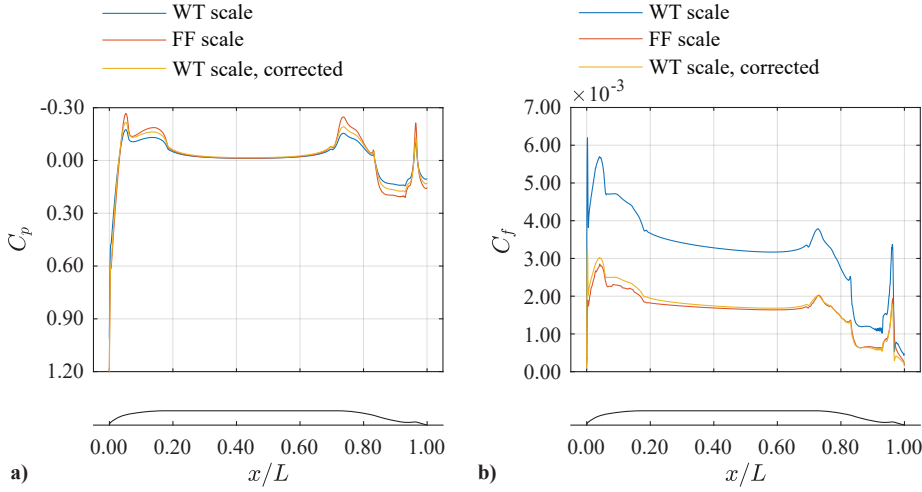 WT scale
FF scale
WT scale, corrected
-0.30
0.00
0.30
0.60
0.90
1.20
C_p
0.00 0.20 0.40 0.60 0.80 1.00
a)
x/L
WT scale
FF scale
WT scale, corrected
×10⁻³
7.00
6.00
5.00
4.00
3.00
2.00
1.00
0.00
C_f
0.00 0.20 0.40 0.60 0.80 1.00
b)
x/L